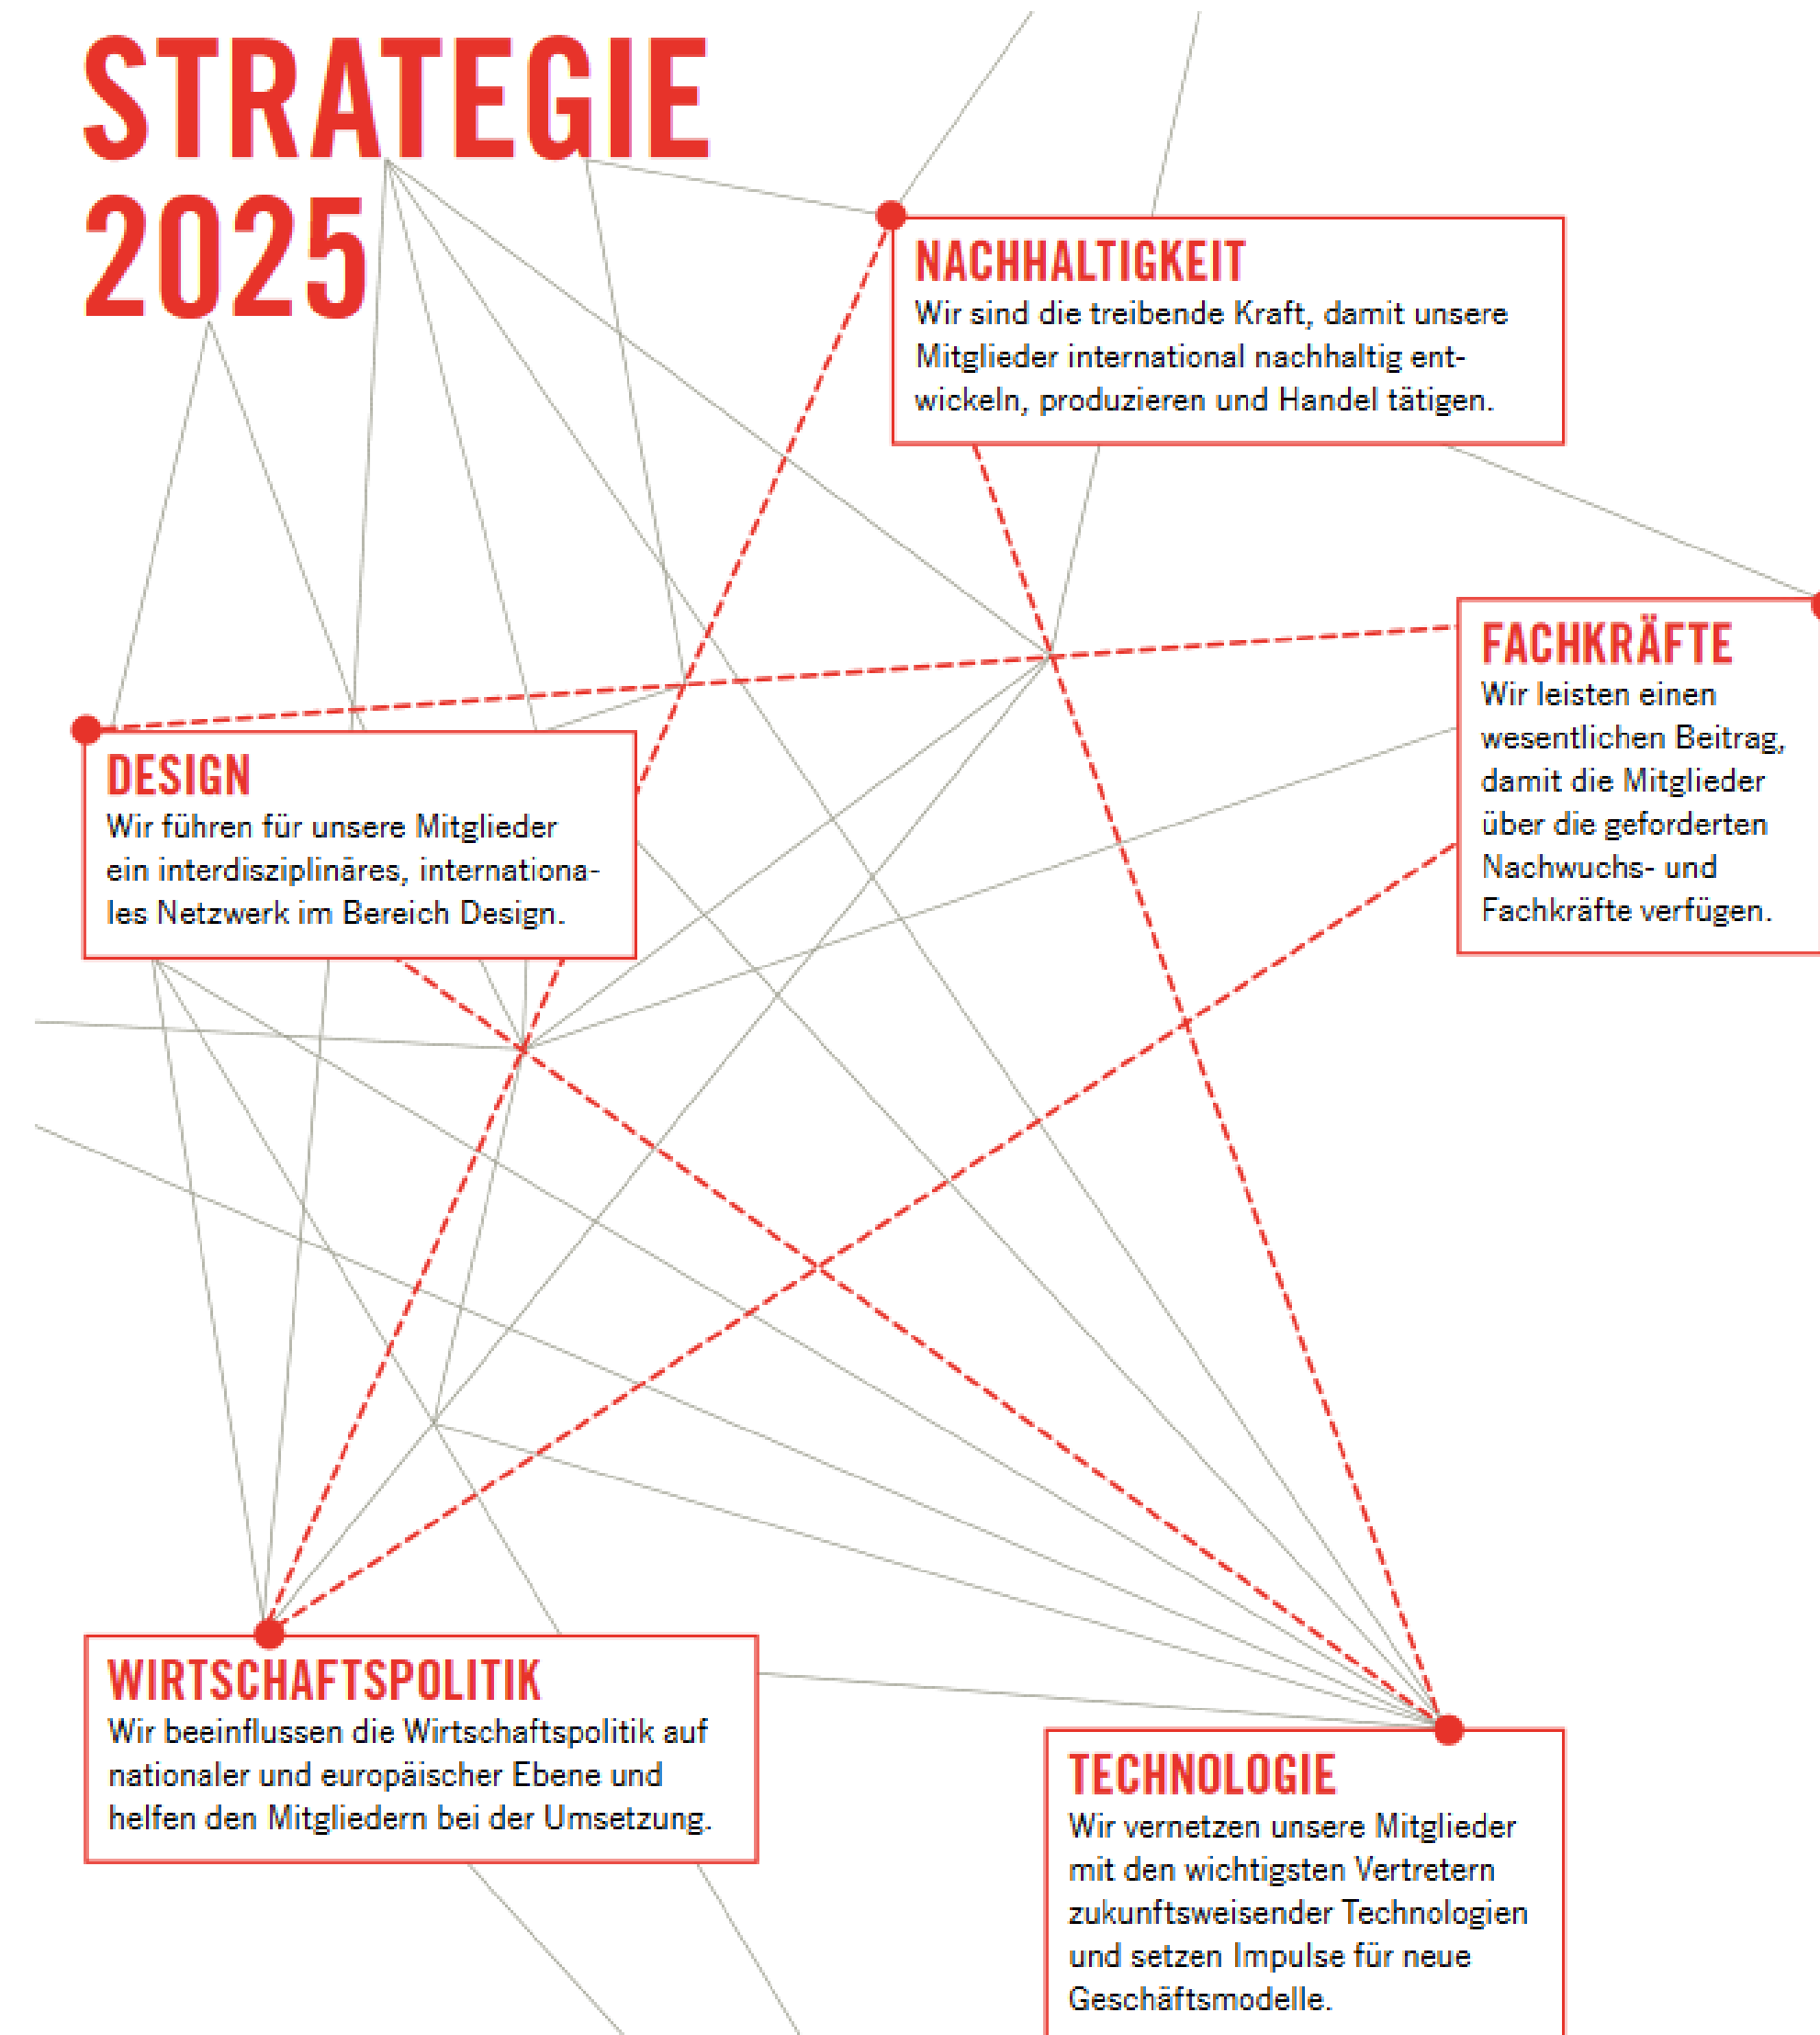 STRATEGIE
2025
NACHHALTIGKEIT
Wir sind die treibende Kraft, damit unsere
Mitglieder international nachhaltig ent-
wickeln, produzieren und Handel tätigen.
FACHKRÄFTE
Wir leisten einen
wesentlichen Beitrag,
damit die Mitglieder
über die geforderten
Nachwuchs- und
Fachkräfte verfügen.
DESIGN
Wir führen für unsere Mitglieder
ein interdisziplinäres, internationa-
les Netzwerk im Bereich Design.
WIRTSCHAFTSPOLITIK
Wir beeinflussen die Wirtschaftspolitik auf
nationaler und europäischer Ebene und
helfen den Mitgliedern bei der Umsetzung.
TECHNOLOGIE
Wir vernetzen unsere Mitglieder
mit den wichtigsten Vertretern
zukunftsweisender Technologien
und setzen Impulse für neue
Geschäftsmodelle.